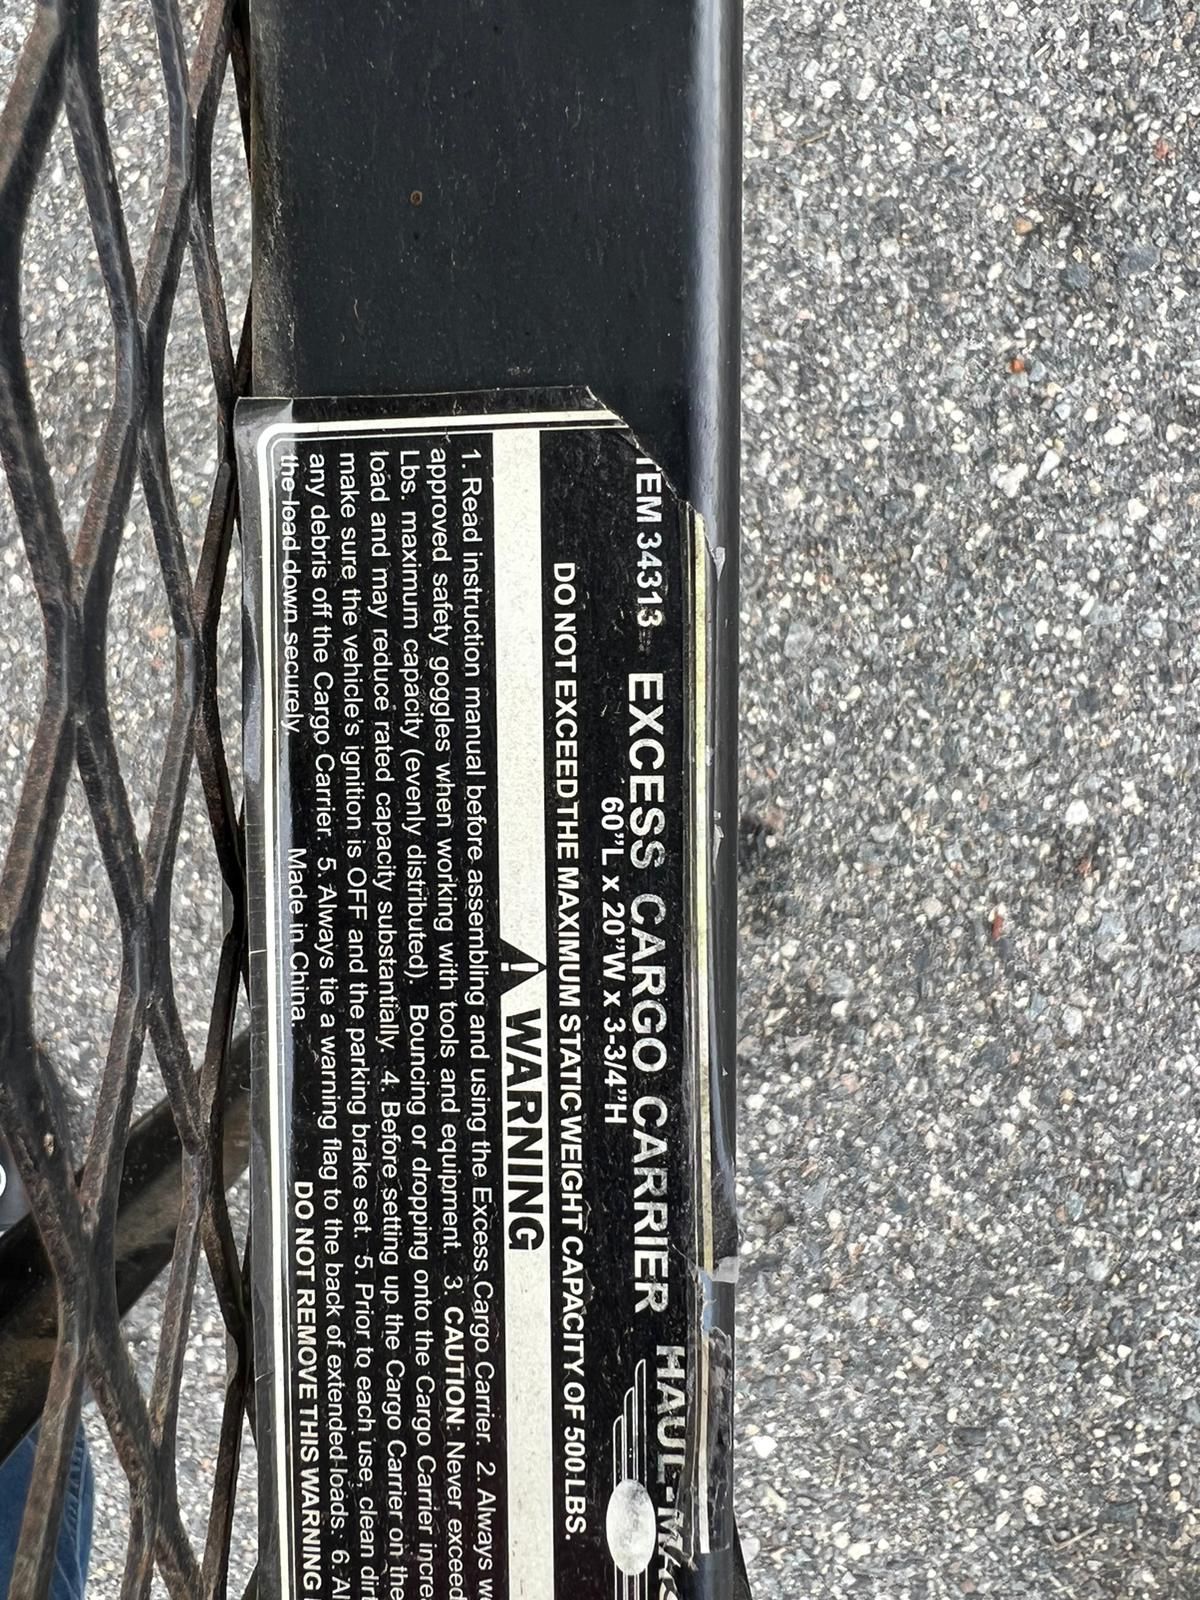 TEM 34313 EXCESS CARGO CARRIER HAUL-MAS
60"L x 20"W x 3-3/4"H
DO NOT EXCEED THE MAXIMUM STATIC WEIGHT CAPACITY OF 500 LBS.
! WARNING
1. Read instruction manual before assembling and using the Excess Cargo Carrier. 2. Always we
approved safety goggles when working with tools and equipment. 3. CAUTION: Never exceed
Lbs. maximum capacity (evenly distributed). Bouncing or dropping onto the Cargo Carrier incre
load and may reduce rated capacity substantially. 4. Before setting up the Cargo Carrier on the
make sure the vehicle's ignition is OFF and the parking brake set. 5. Prior to each use, clean dirt
any debris off the Cargo Carrier. 5. Always tie a warning flag to the back of extended loads. 6. Al
the load down securely. Made in China. DO NOT REMOVE THIS WARNING